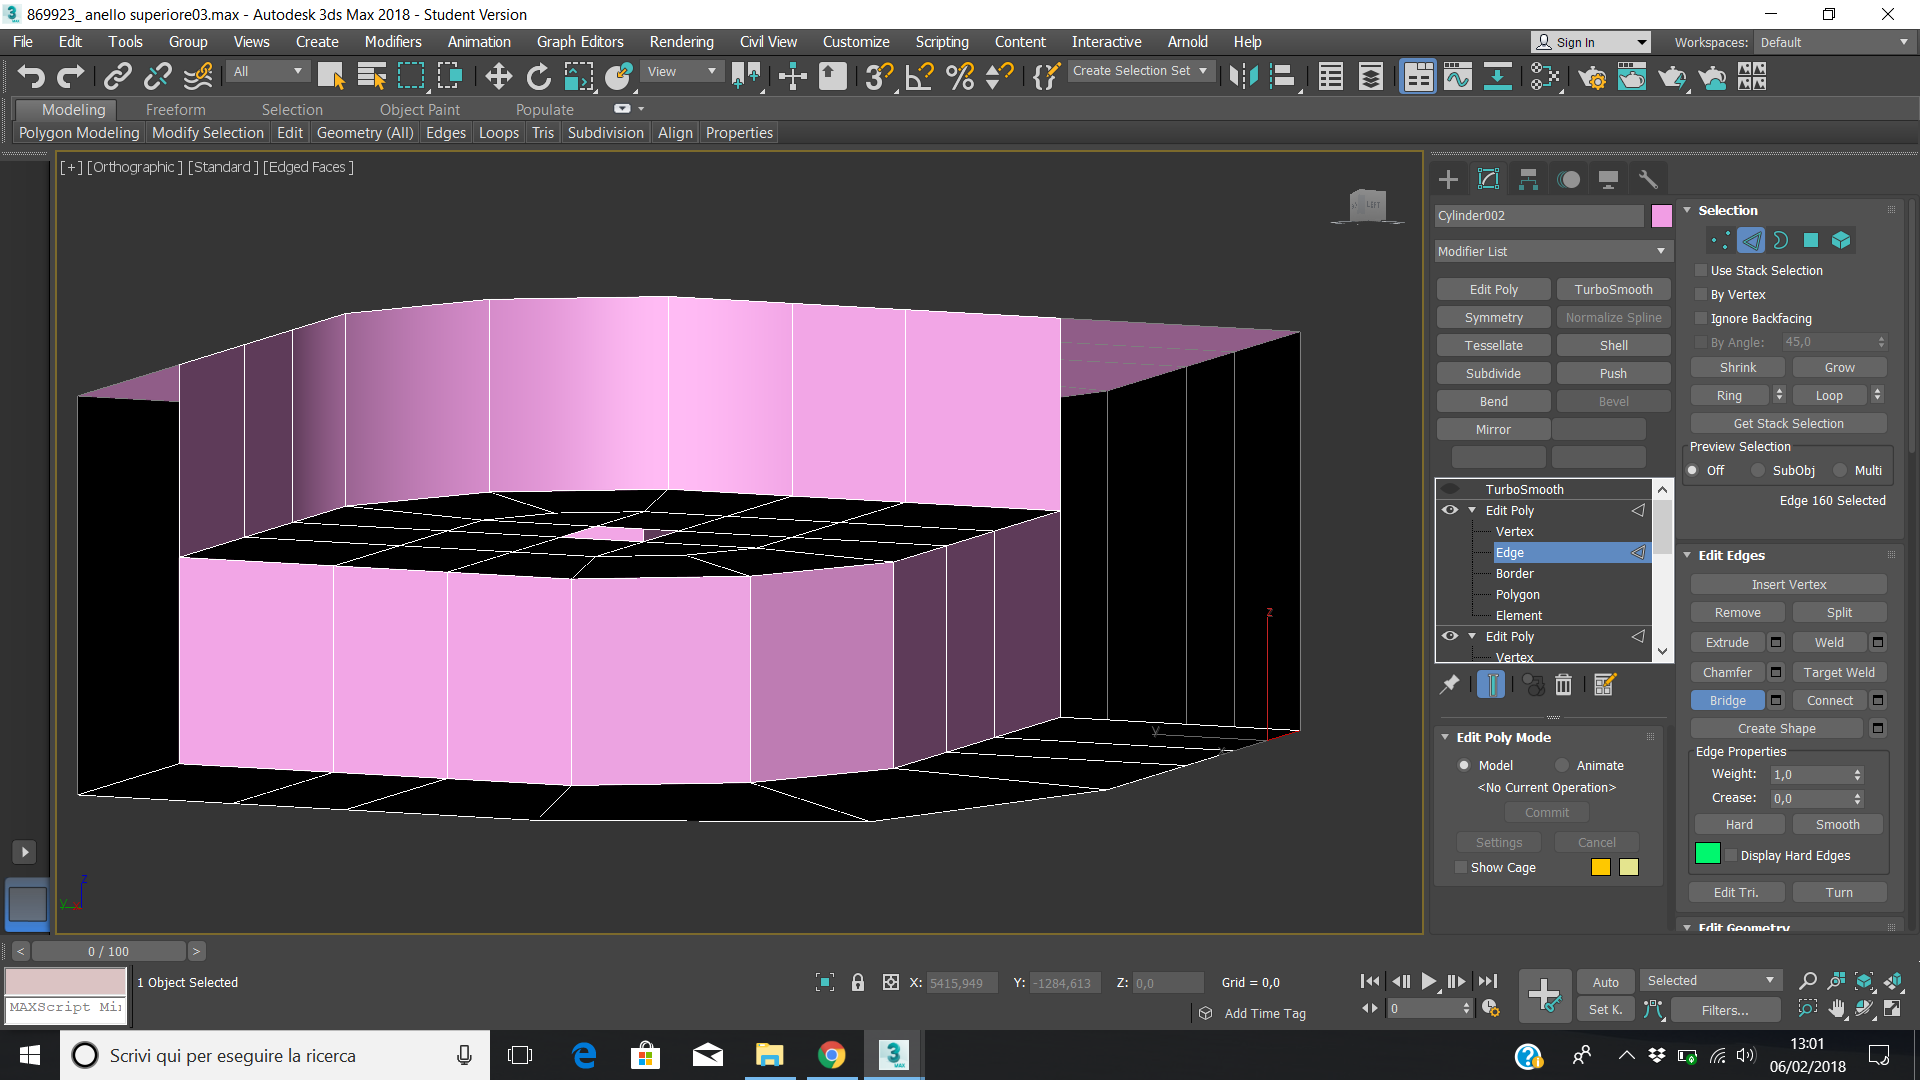 869923_ anello superiore03.max - Autodesk 3ds Max 2018 - Student Version
File Edit Tools Group Views Create Modifiers Animation Graph Editors Rendering Civil View Customize Scripting Content Interactive Arnold Help Sign In Workspaces: Default
All View Create Selection Set
Modeling Freeform Selection Object Paint Populate
Polygon Modeling Modify Selection Edit Geometry (All) Edges Loops Tris Subdivision Align Properties
[ + ] [Orthographic ] [Standard ] [Edged Faces ]
LEFT
Cylinder002
Modifier List
Edit Poly TurboSmooth
Symmetry Normalize Spline
Tessellate Shell
Subdivide Push
Bend Bevel
Mirror
TurboSmooth
Edit Poly
Vertex
Edge
Border
Polygon
Element
Edit Poly
Vertex
Edit Poly Mode
Model Animate
<No Current Operation>
Commit
Settings Cancel
Show Cage
Selection
Use Stack Selection
By Vertex
Ignore Backfacing
By Angle: 45,0
Shrink Grow
Ring Loop
Get Stack Selection
Preview Selection
Off SubObj Multi
Edge 160 Selected
Edit Edges
Insert Vertex
Remove Split
Extrude Weld
Chamfer Target Weld
Bridge Connect
Create Shape
Edge Properties
Weight: 1,0
Crease: 0,0
Hard Smooth
Display Hard Edges
Edit Tri. Turn
Edit Geometry
z
y
z
y
< 0 / 100 >
1 Object Selected X: 5415,949 Y: -1284,613 Z: 0,0 Grid = 0,0 Auto Selected
MAXScript Mi Add Time Tag 0 Set K. Filters...
Scrivi qui per eseguire la ricerca
3 MAX
13:01
06/02/2018